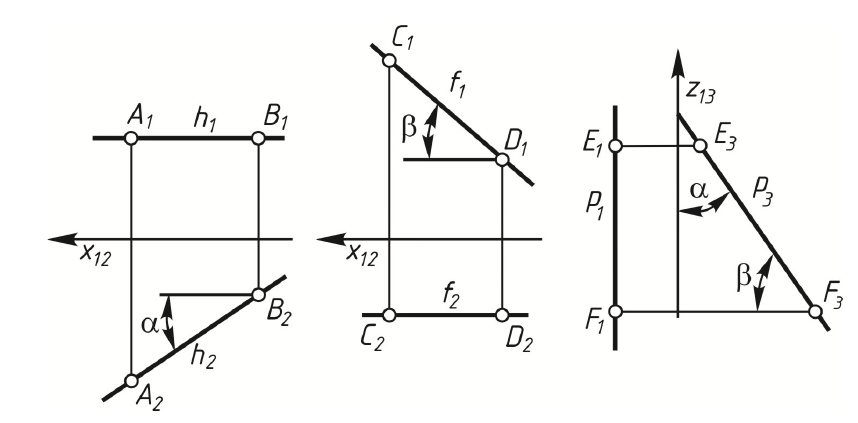 A1 h1 B1
x12
α
B2
h2
A2
C1
f1
β
D1
x12
f2
C2 D2
z13
E1 E3
α
P1 P3
β
F1 F3